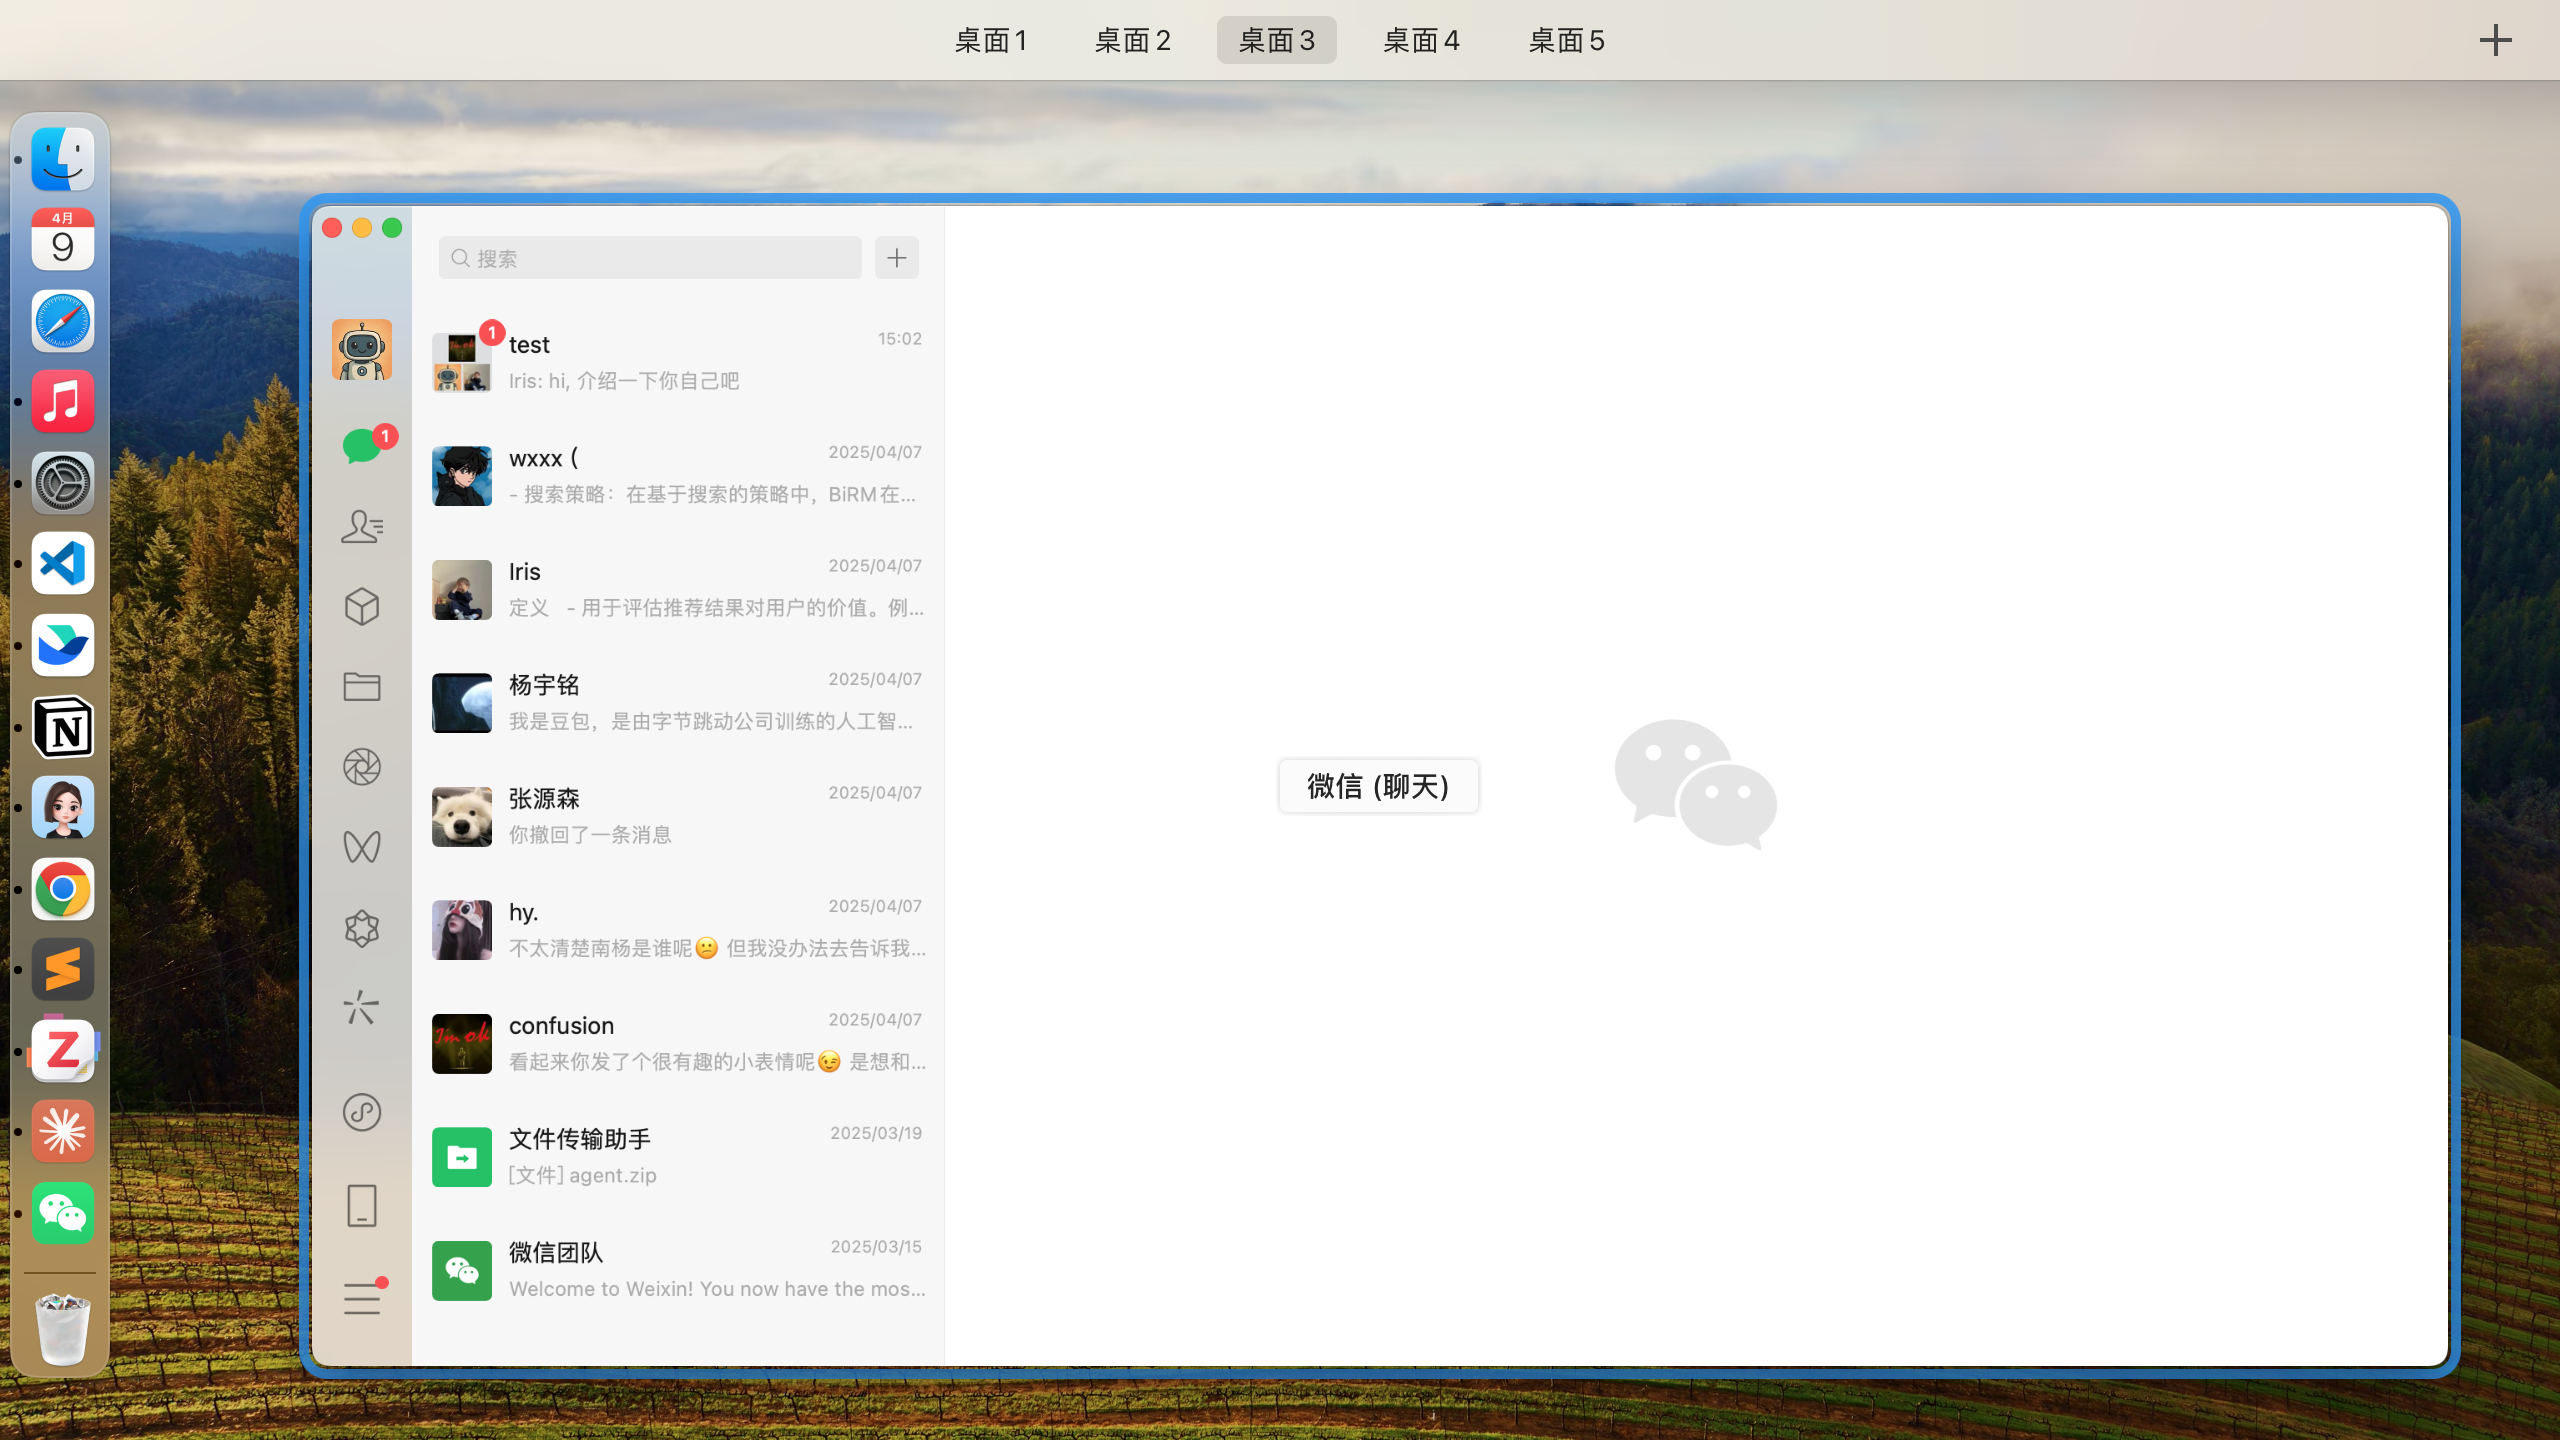 桌面1 桌面2 桌面3 桌面4 桌面5
4月
9
搜索
1
test 15:02
Iris: hi, 介绍一下你自己吧
1
wxxx ( 2025/04/07
- 搜索策略：在基于搜索的策略中，BiRM在...
Iris 2025/04/07
定义 - 用于评估推荐结果对用户的价值。例...
杨宇铭 2025/04/07
我是豆包，是由字节跳动公司训练的人工智...
微信 (聊天)
张源森 2025/04/07
你撤回了一条消息
hy. 2025/04/07
不太清楚南杨是谁呢😕 但我没办法去告诉我...
confusion 2025/04/07
看起来你发了个很有趣的小表情呢😉 是想和...
I'm ok
文件传输助手 2025/03/19
[文件] agent.zip
微信团队 2025/03/15
Welcome to Weixin! You now have the mos...